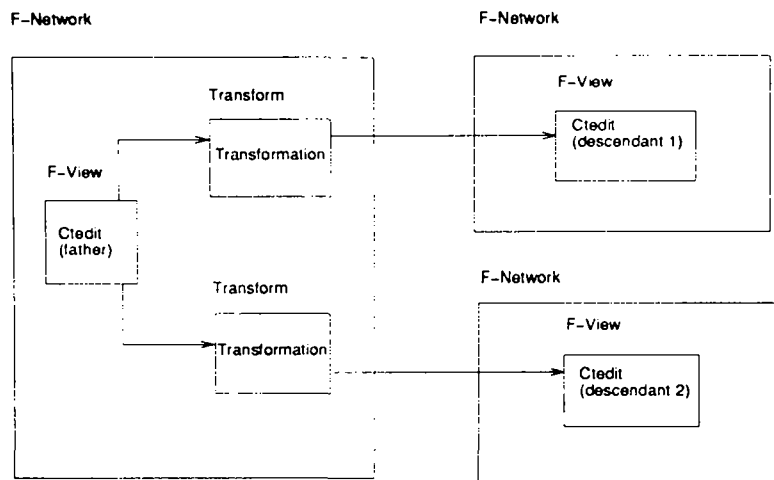 F-Network
F-Network
Transform
F-View
Transformation
Ctedit
(descendant 1)
F-View
Ctedit
(father)
Transform
F-Network
F-View
Transformation
Ctedit
(descendant 2)